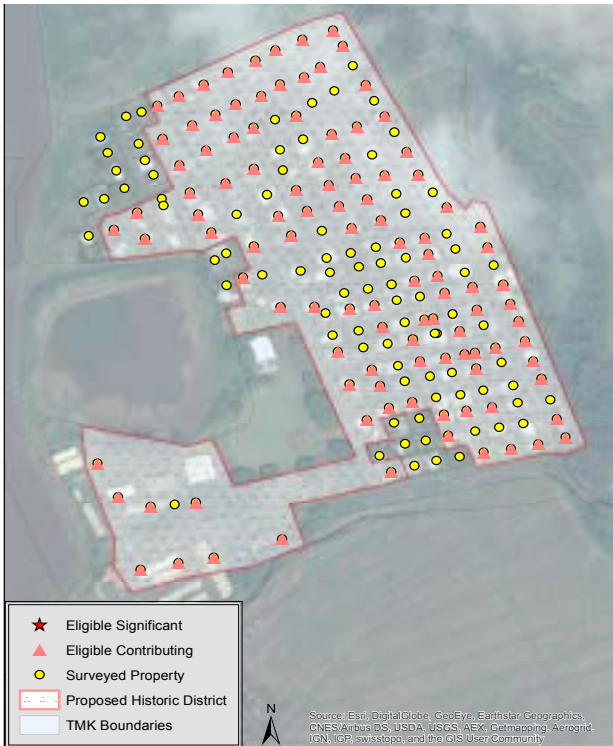 Eligible Significant
Eligible Contributing
Surveyed Property
Proposed Historic District
TMK Boundaries
N
Source: Esri, DigitalGlobe, GeoEye, Earthstar Geographics,
CNES/Airbus DS, USDA, USGS, AEX, Getmapping, Aerogrid,
IGN, IGP, swisstopo, and the GIS User Community